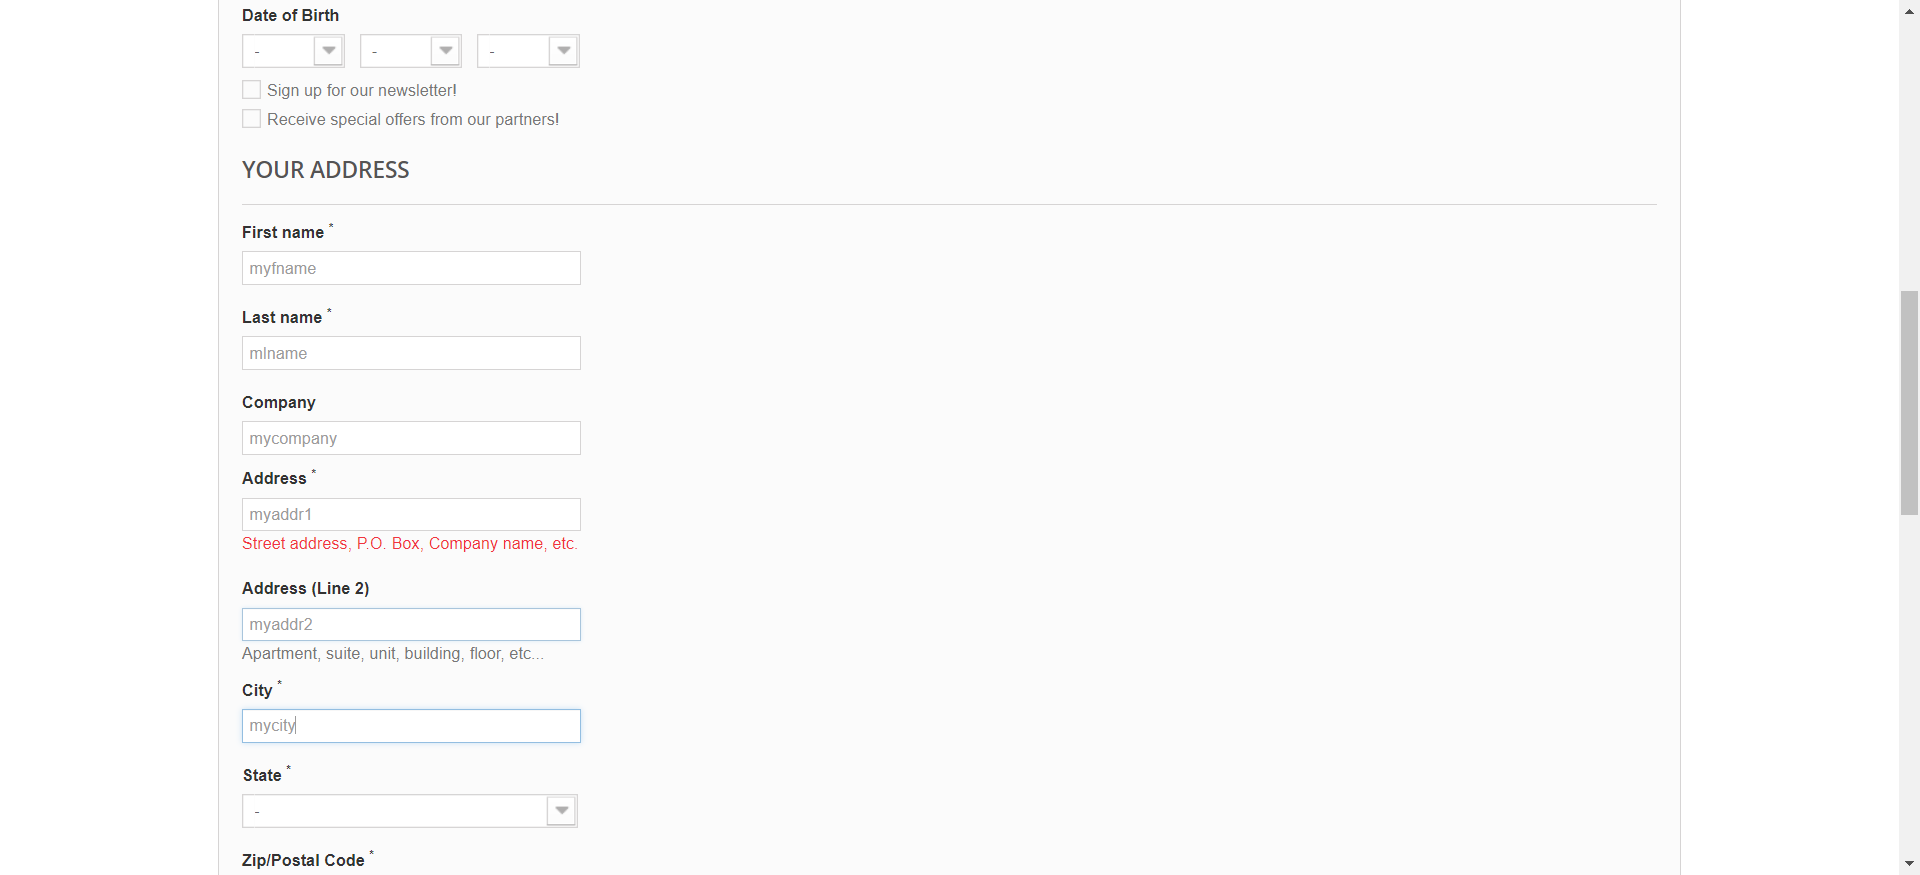 Date of Birth
- - -
Sign up for our newsletter!
Receive special offers from our partners!
YOUR ADDRESS
First name *
myfname
Last name *
mlname
Company
mycompany
Address *
myaddr1
Street address, P.O. Box, Company name, etc.
Address (Line 2)
myaddr2
Apartment, suite, unit, building, floor, etc...
City *
mycity
State *
-
Zip/Postal Code *